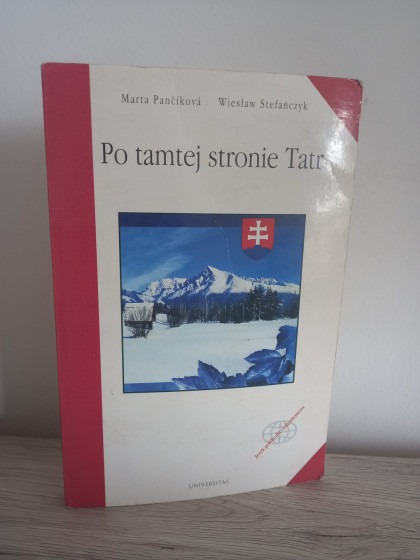 Marta Pančíková Wiesław Stefańczyk
Po tamtej stronie Tatr
UNIVERSITAS